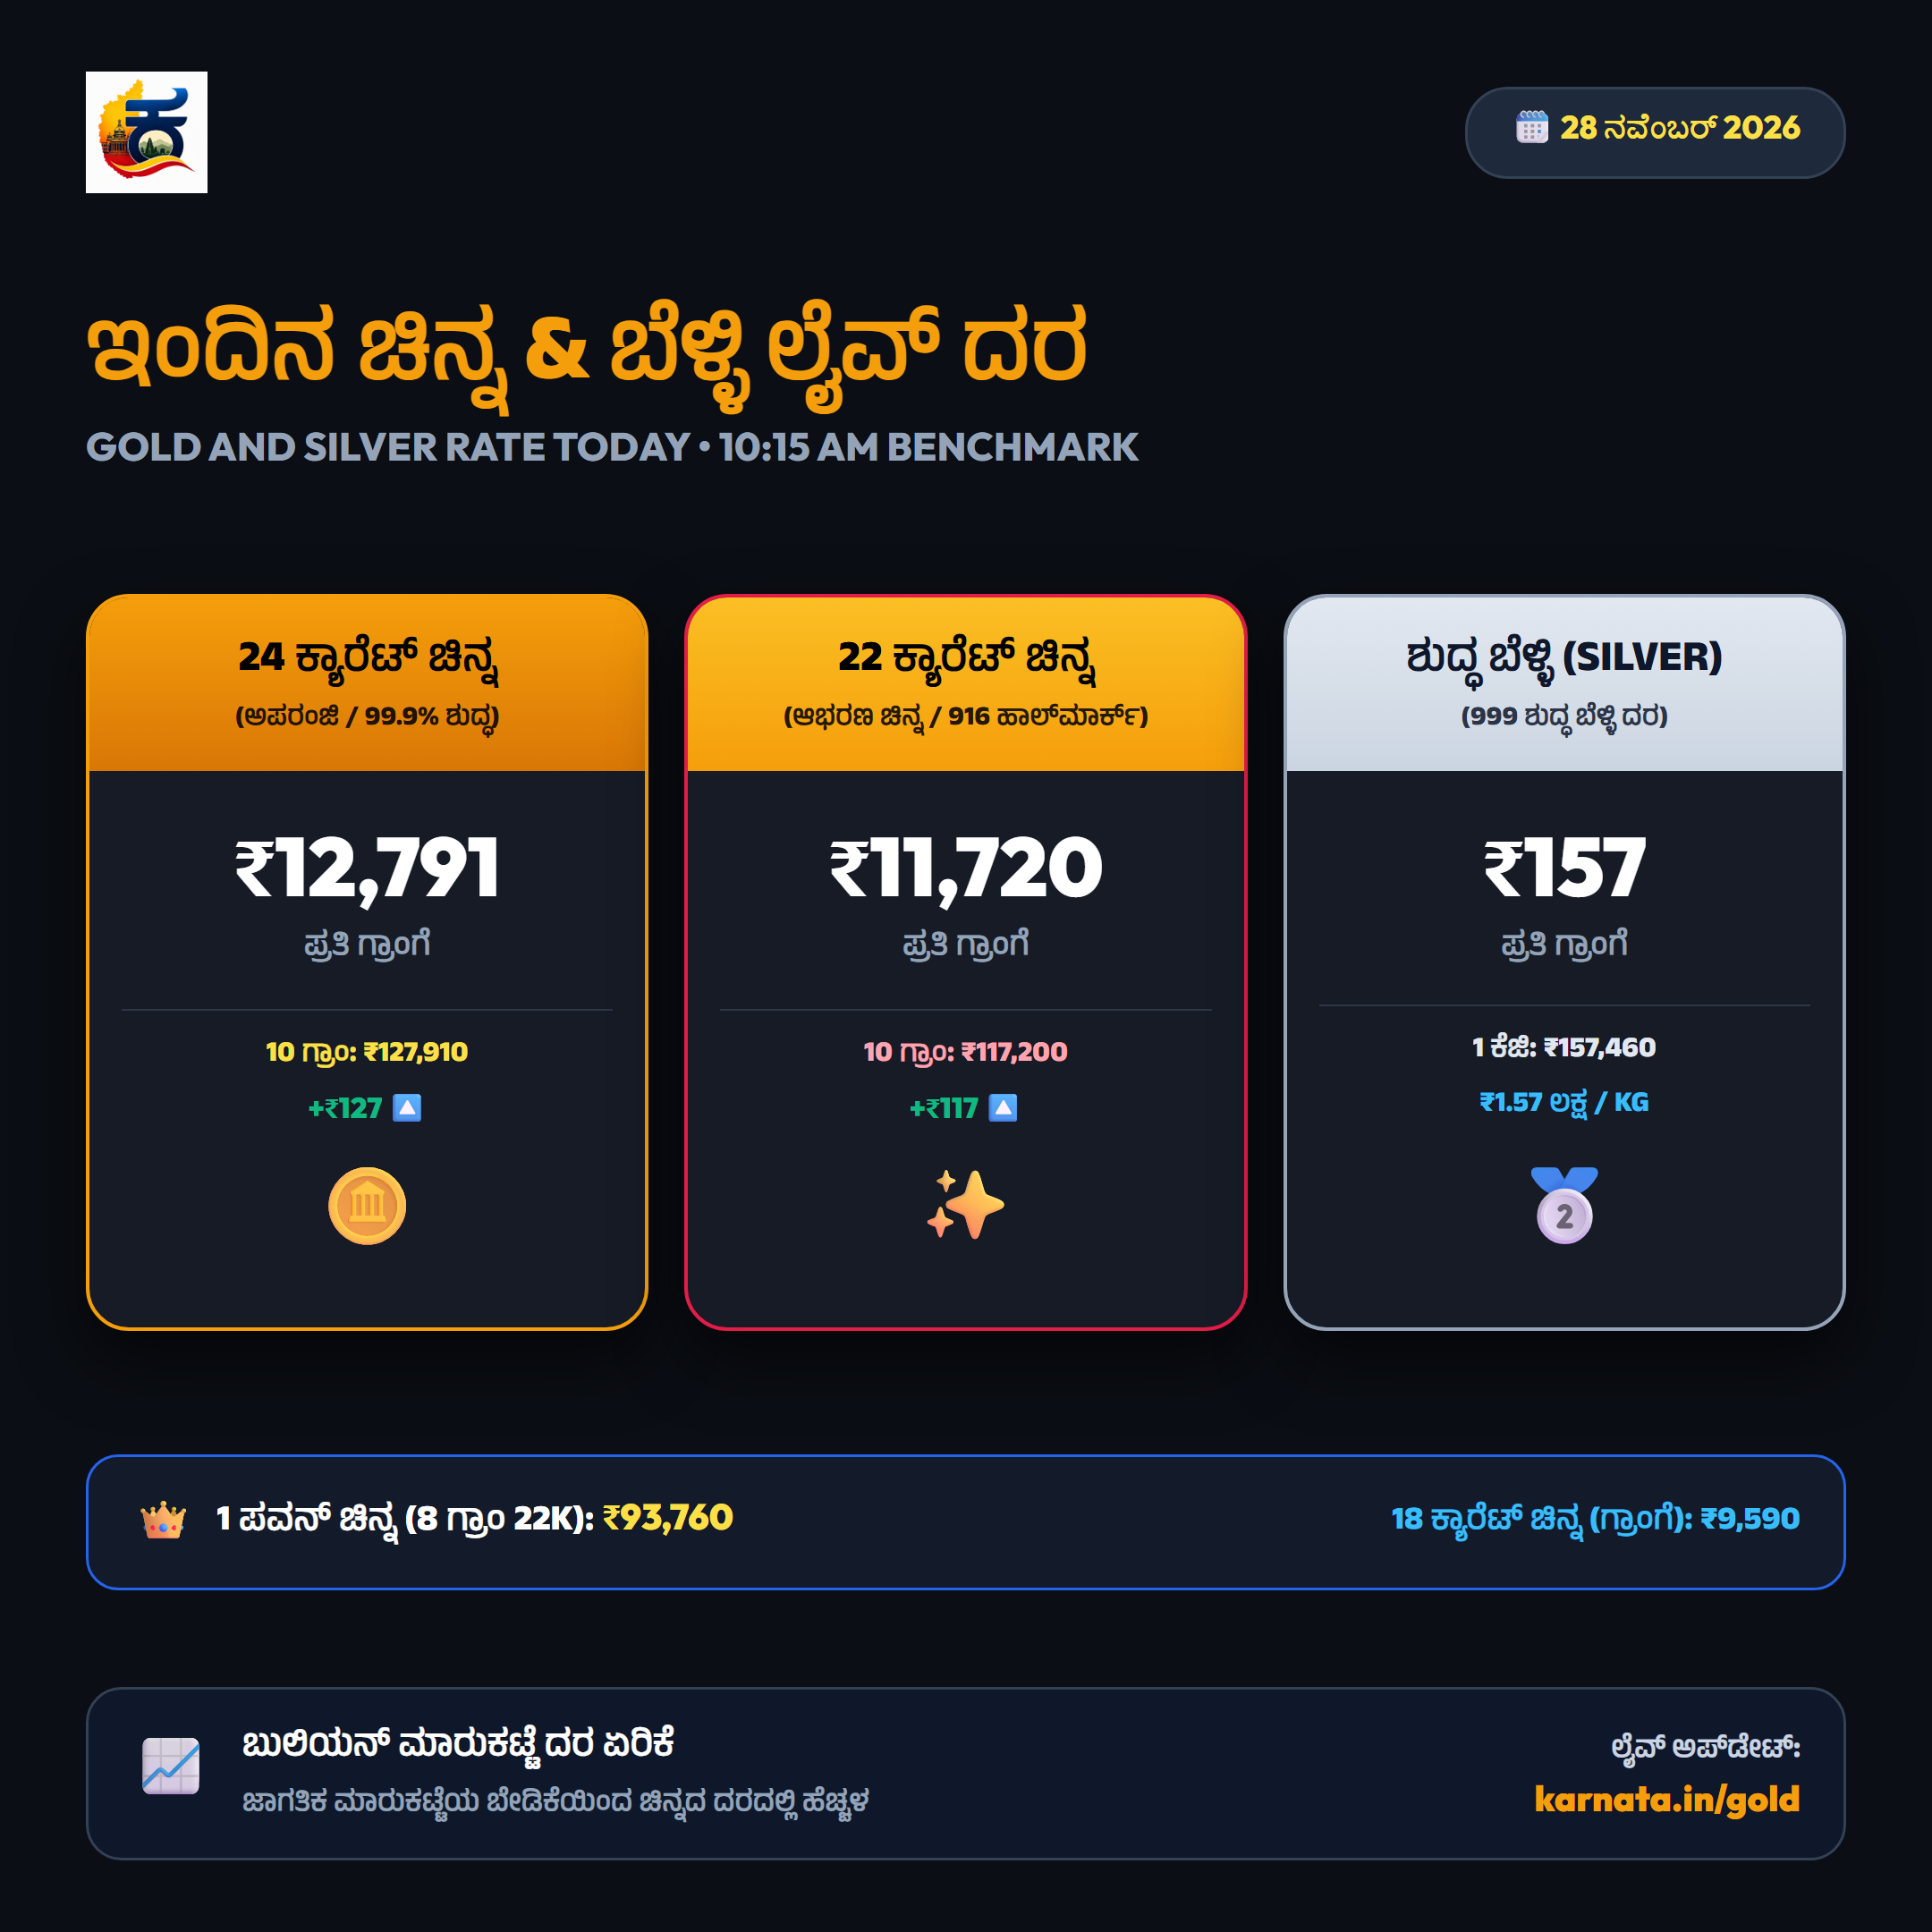 ಕ
28 ನವೆಂಬರ್ 2026
ಇಂದಿನ ಚಿನ್ನ & ಬೆಳ್ಳಿ ಲೈವ್ ದರ
GOLD AND SILVER RATE TODAY • 10:15 AM BENCHMARK
24 ಕ್ಯಾರೆಟ್ ಚಿನ್ನ
(ಅಪರಂಜಿ / 99.9% ಶುದ್ಧ)
₹12,791
ಪ್ರತಿ ಗ್ರಾಂಗೆ
10 ಗ್ರಾಂ: ₹127,910
+₹127
22 ಕ್ಯಾರೆಟ್ ಚಿನ್ನ
(ಆಭರಣ ಚಿನ್ನ / 916 ಹಾಲ್‌ಮಾರ್ಕ್)
₹11,720
ಪ್ರತಿ ಗ್ರಾಂಗೆ
10 ಗ್ರಾಂ: ₹117,200
+₹117
ಶುದ್ಧ ಬೆಳ್ಳಿ (SILVER)
(999 ಶುದ್ಧ ಬೆಳ್ಳಿ ದರ)
₹157
ಪ್ರತಿ ಗ್ರಾಂಗೆ
1 ಕೆಜಿ: ₹157,460
₹1.57 ಲಕ್ಷ / KG
2
1 ಪವನ್ ಚಿನ್ನ (8 ಗ್ರಾಂ 22K): ₹93,760
18 ಕ್ಯಾರೆಟ್ ಚಿನ್ನ (ಗ್ರಾಂಗೆ): ₹9,590
ಬುಲಿಯನ್ ಮಾರುಕಟ್ಟೆ ದರ ಏರಿಕೆ
ಜಾಗತಿಕ ಮಾರುಕಟ್ಟೆಯ ಬೇಡಿಕೆಯಿಂದ ಚಿನ್ನದ ದರದಲ್ಲಿ ಹೆಚ್ಚಳ
ಲೈವ್ ಅಪ್‌ಡೇಟ್:
karnata.in/gold